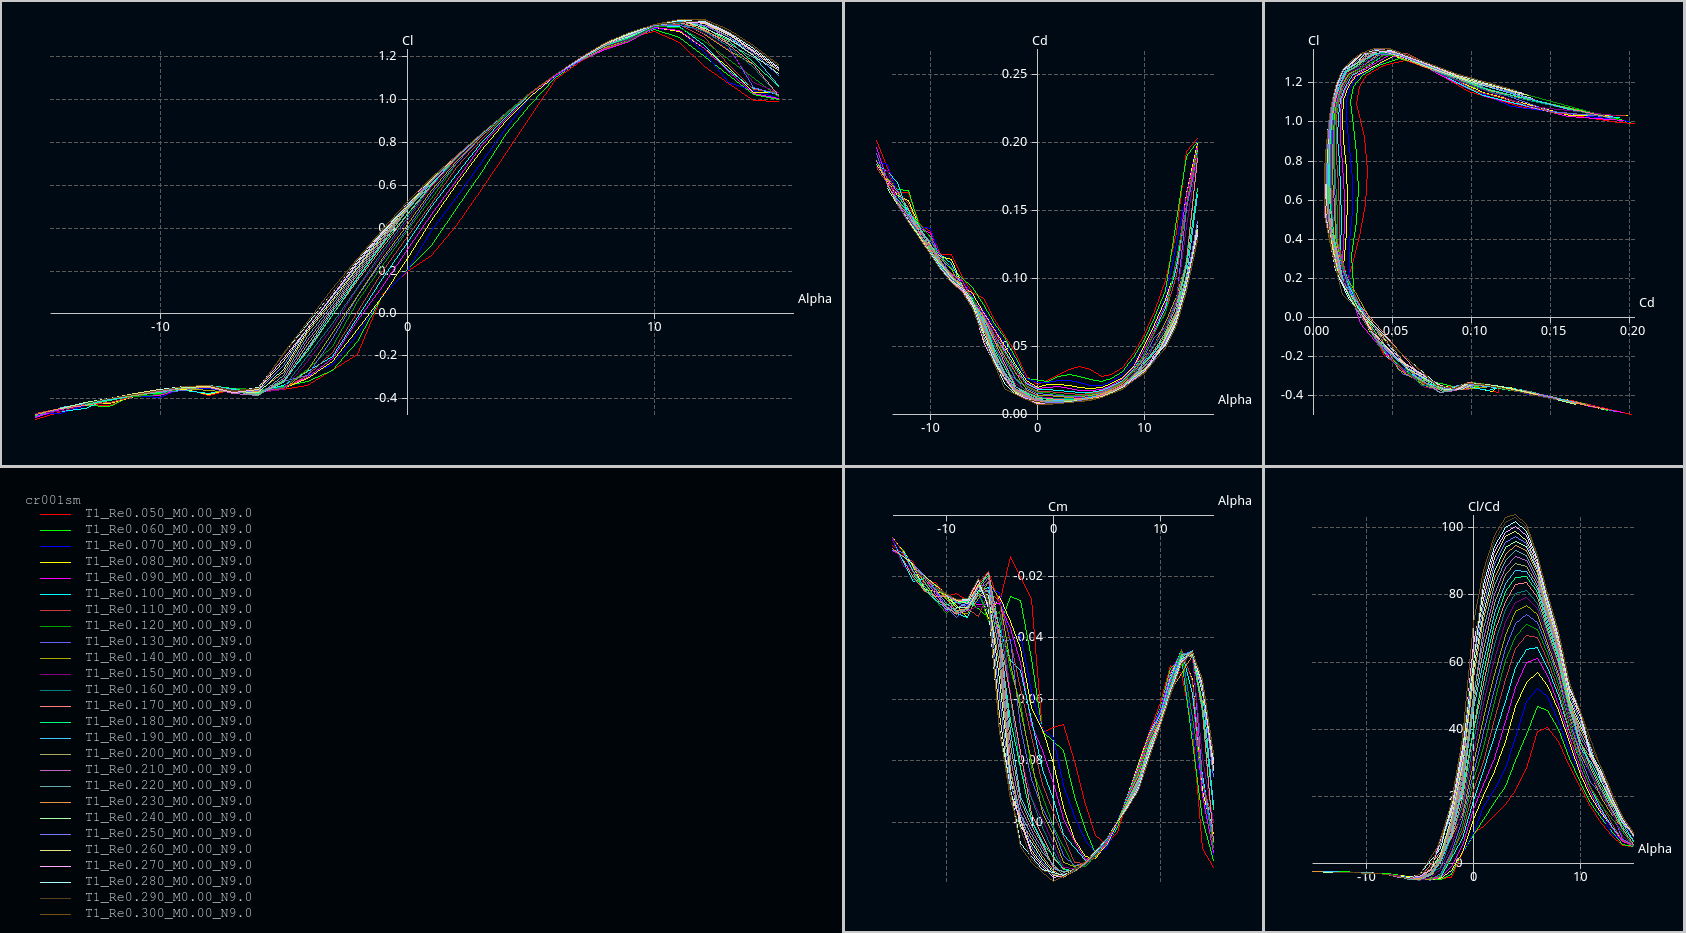 Cl
1.2
1.0
0.8
0.6
0.4
0.2
0.0
-0.2
-0.4
-10
0
10
Alpha
Cd
0.25
0.20
0.15
0.10
0.05
0.00
-10
0
10
Alpha
Cl
1.2
1.0
0.8
0.6
0.4
0.2
0.0
-0.2
-0.4
0.00
0.05
0.10
0.15
0.20
Cd
cr001sm
T1_Re0.050_M0.00_N9.0
T1_Re0.060_M0.00_N9.0
T1_Re0.070_M0.00_N9.0
T1_Re0.080_M0.00_N9.0
T1_Re0.090_M0.00_N9.0
T1_Re0.100_M0.00_N9.0
T1_Re0.110_M0.00_N9.0
T1_Re0.120_M0.00_N9.0
T1_Re0.130_M0.00_N9.0
T1_Re0.140_M0.00_N9.0
T1_Re0.150_M0.00_N9.0
T1_Re0.160_M0.00_N9.0
T1_Re0.170_M0.00_N9.0
T1_Re0.180_M0.00_N9.0
T1_Re0.190_M0.00_N9.0
T1_Re0.200_M0.00_N9.0
T1_Re0.210_M0.00_N9.0
T1_Re0.220_M0.00_N9.0
T1_Re0.230_M0.00_N9.0
T1_Re0.240_M0.00_N9.0
T1_Re0.250_M0.00_N9.0
T1_Re0.260_M0.00_N9.0
T1_Re0.270_M0.00_N9.0
T1_Re0.280_M0.00_N9.0
T1_Re0.290_M0.00_N9.0
T1_Re0.300_M0.00_N9.0
Cm
Alpha
-10
0
10
-0.02
-0.04
-0.06
-0.08
Cl/Cd
100
80
60
40
0
-10
0
10
Alpha